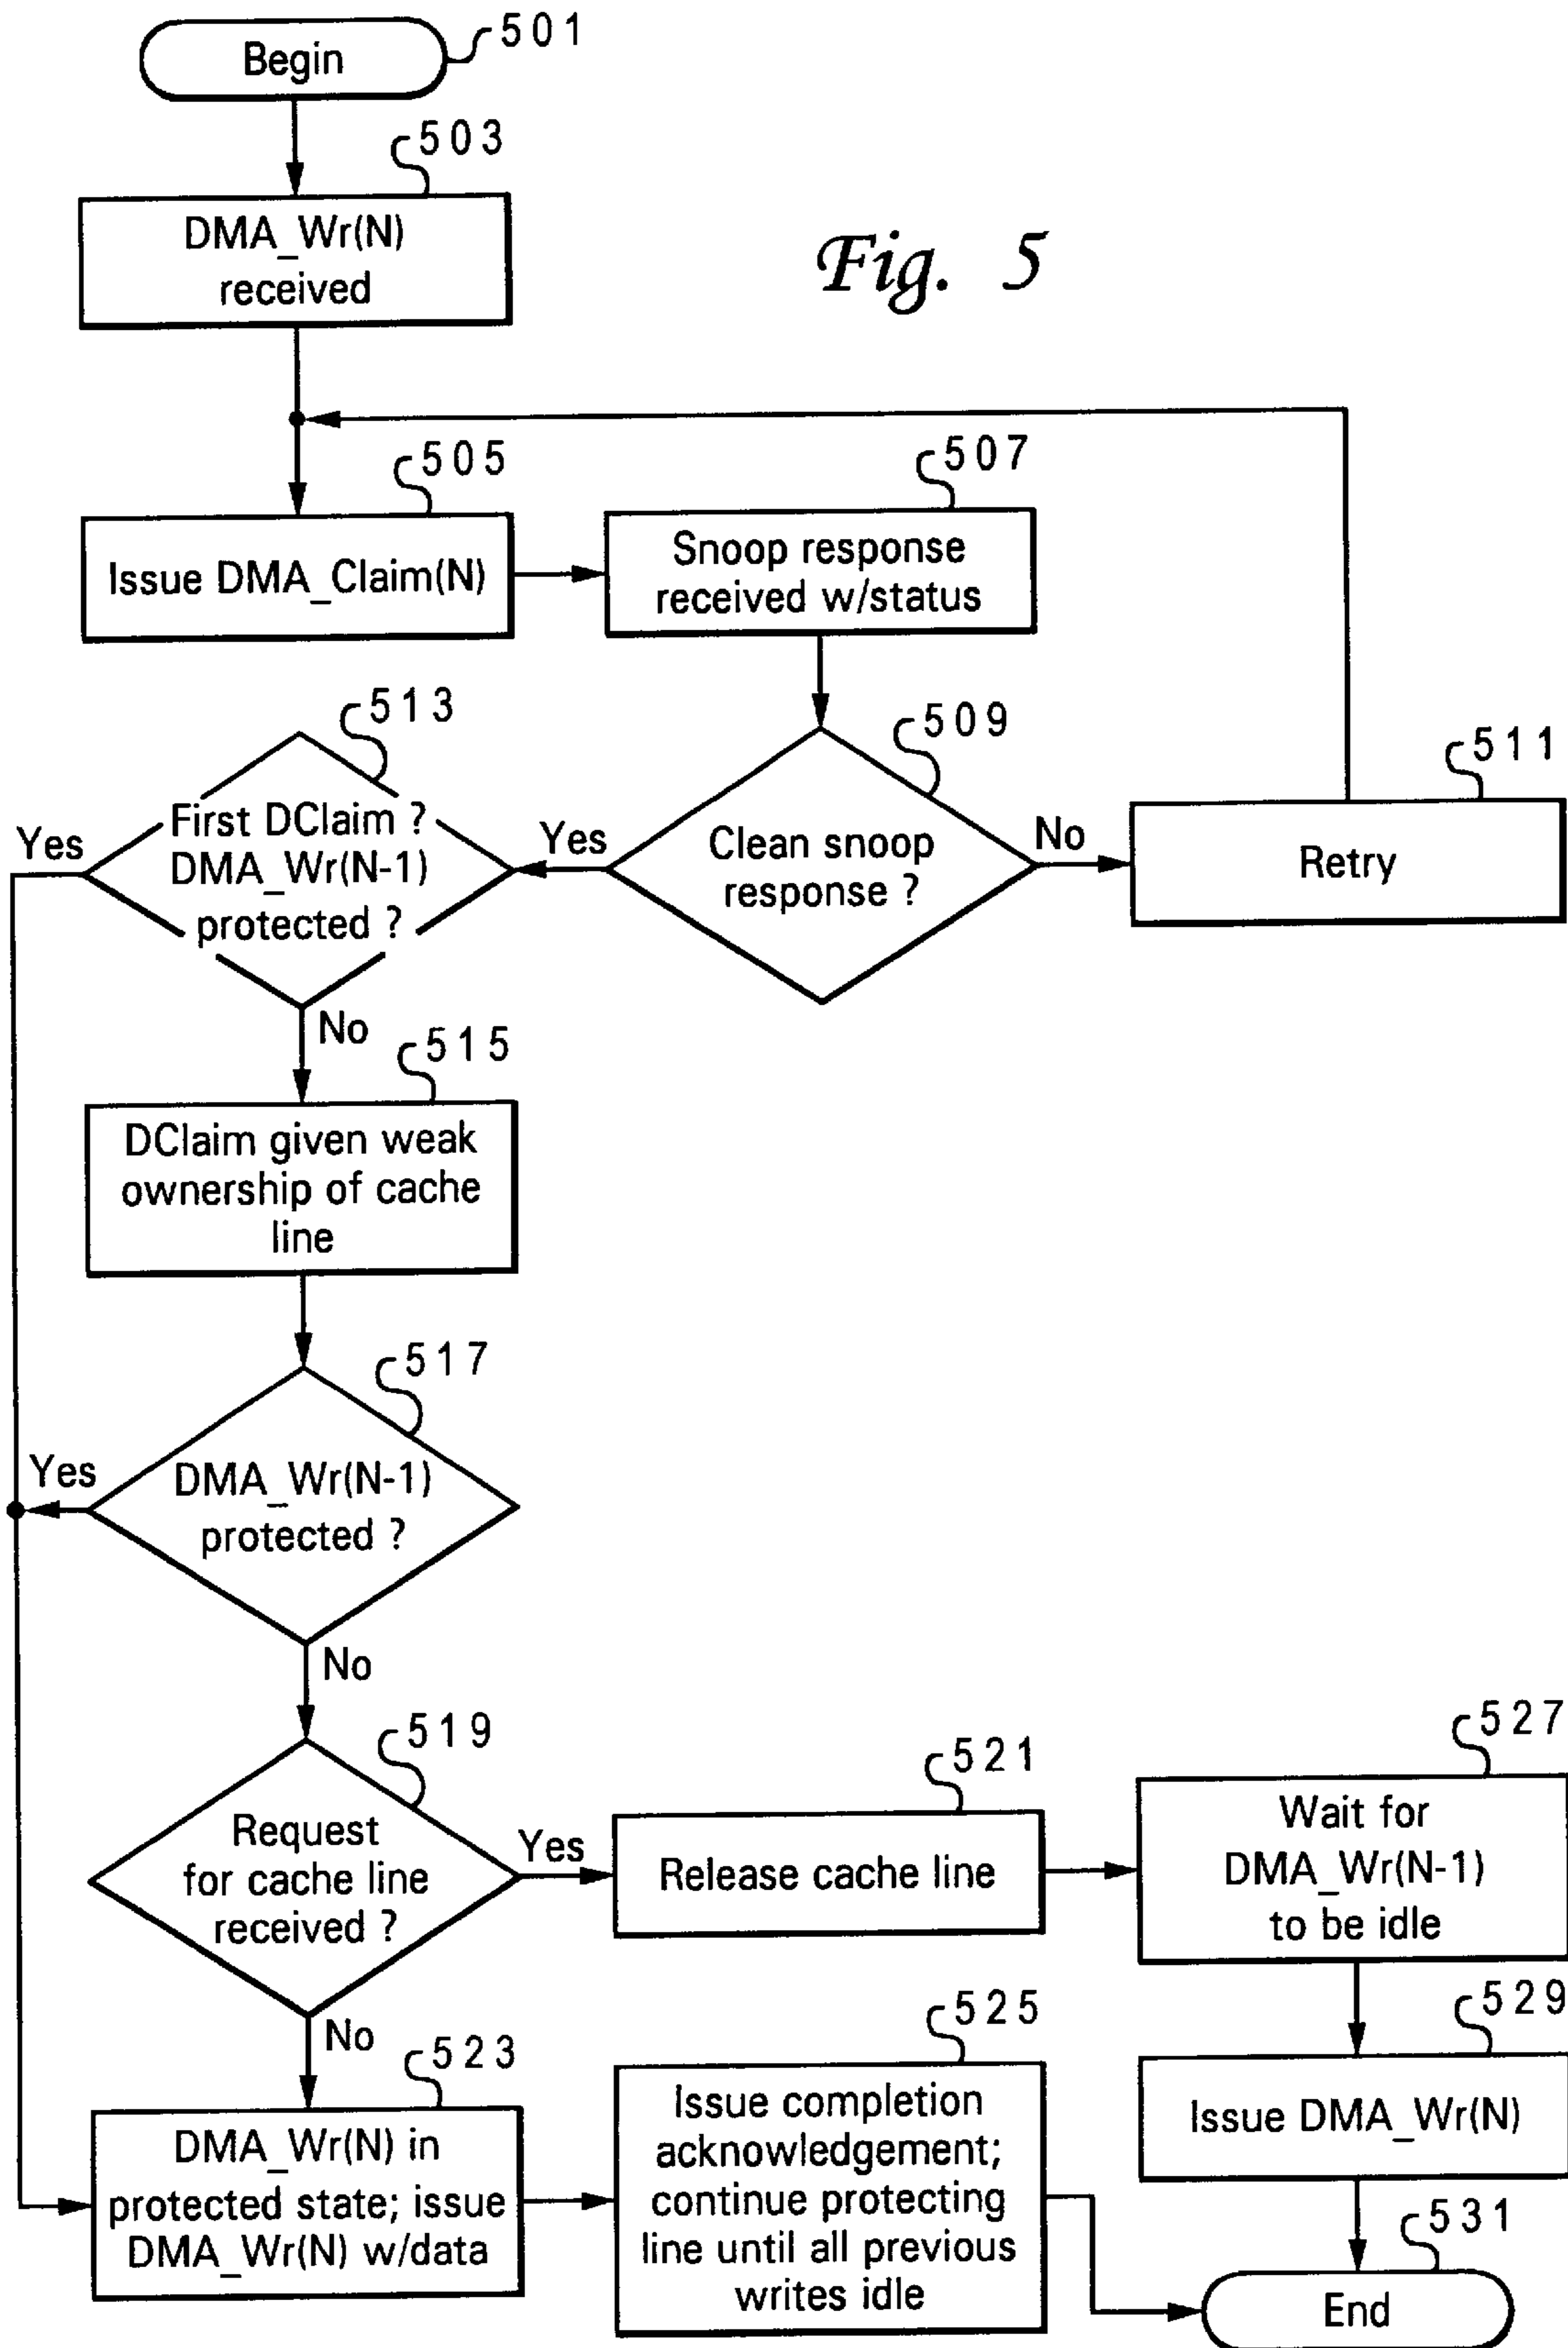 Begin
501
503
DMA_Wr(N)
received
Fig. 5
505
Issue DMA_Claim(N)
507
Snoop response
received w/status
509
Clean snoop
response ?
No
Yes
511
Retry
513
First DClaim ?
DMA_Wr(N-1)
protected ?
Yes
No
515
DClaim given weak
ownership of cache
line
517
DMA_Wr(N-1)
protected ?
Yes
No
519
Request
for cache line
received ?
Yes
No
521
Release cache line
527
Wait for
DMA_Wr(N-1)
to be idle
529
Issue DMA_Wr(N)
523
DMA_Wr(N) in
protected state; issue
DMA_Wr(N) w/data
525
Issue completion
acknowledgement;
continue protecting
line until all previous
writes idle
531
End